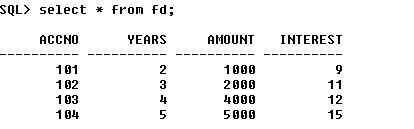 SQL> select * from fd;
ACCNO YEARS AMOUNT INTEREST
---------- ---------- ---------- ----------
101 2 1000 9
102 3 2000 11
103 4 4000 12
104 5 5000 15